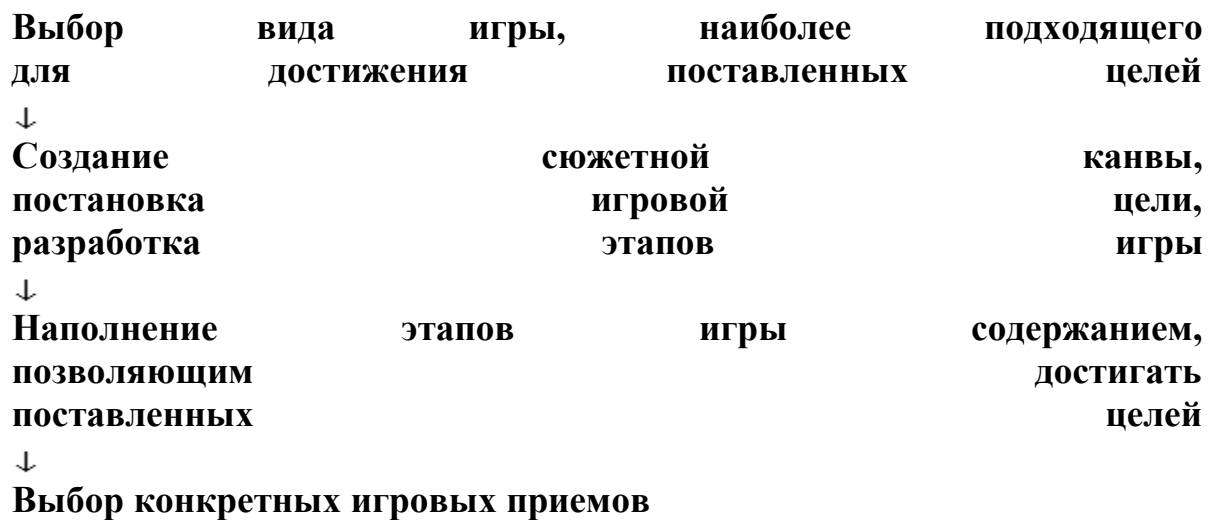 Выбор вида игры, наиболее подходящего
для достижения поставленных целей
↓
Создание сюжетной канвы,
постановка игровой цели,
разработка этапов игры
↓
Наполнение этапов игры содержанием,
позволяющим достигать
поставленных целей
↓
Выбор конкретных игровых приемов